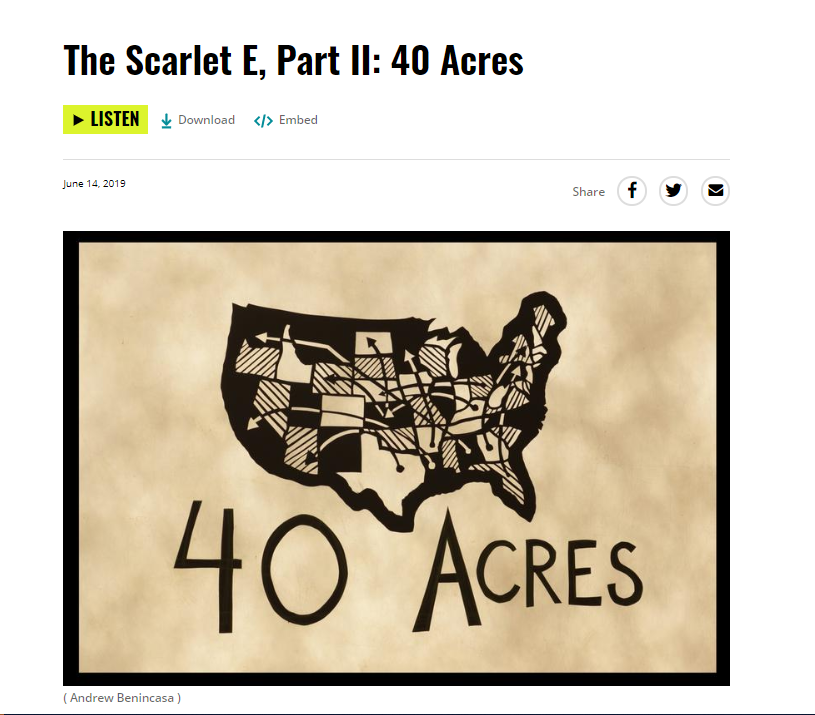 The Scarlet E, Part II: 40 Acres
LISTEN
Download
Embed
June 14, 2019
Share
40 ACRES
( Andrew Benincasa )